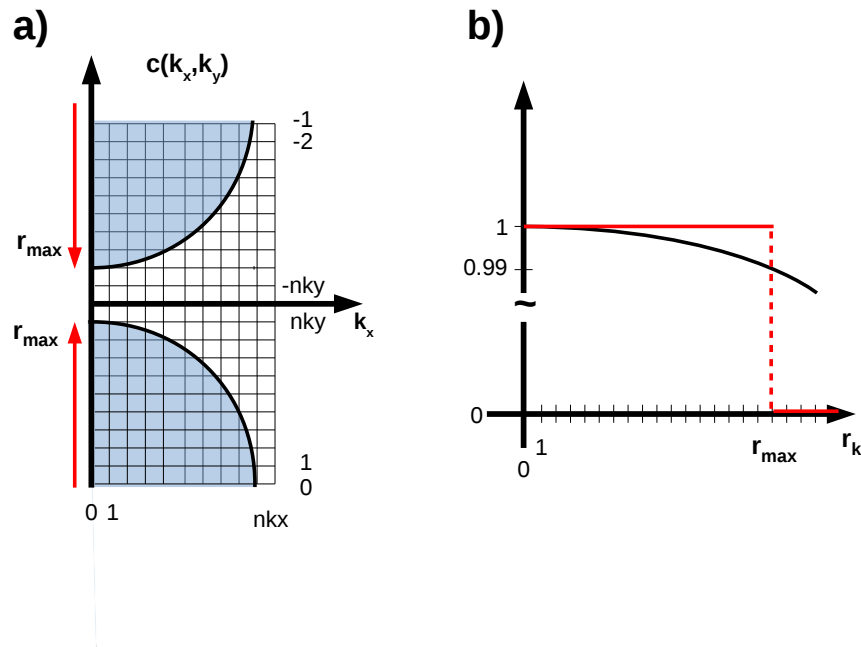 a)
c(kx,ky)
-1
-2
rmax
-nky
nky
kx
rmax
1
0
0 1
nkx
b)
1
0.99
~
0
1
0
rmax
rk